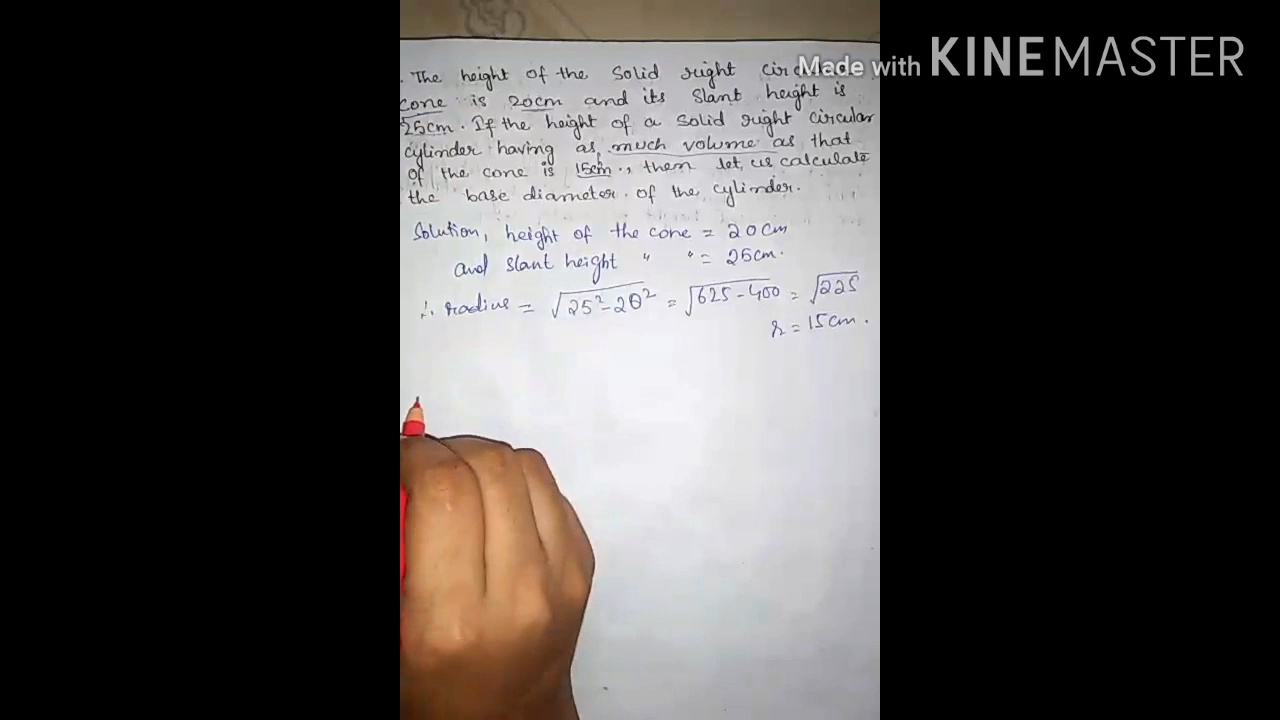 Made with KINEMASTER
. The height of the solid right circular
cone is 20cm and its slant height is
25cm. If the height of a solid right circular
cylinder having as much volume as that
of the cone is 15cm., then let us calculate
the base diameter of the cylinder.
Solution, height of the cone = 20cm
and slant height " " = 25cm.
∴ radius = √25²-20² = √625-400 = √225
r = 15cm.